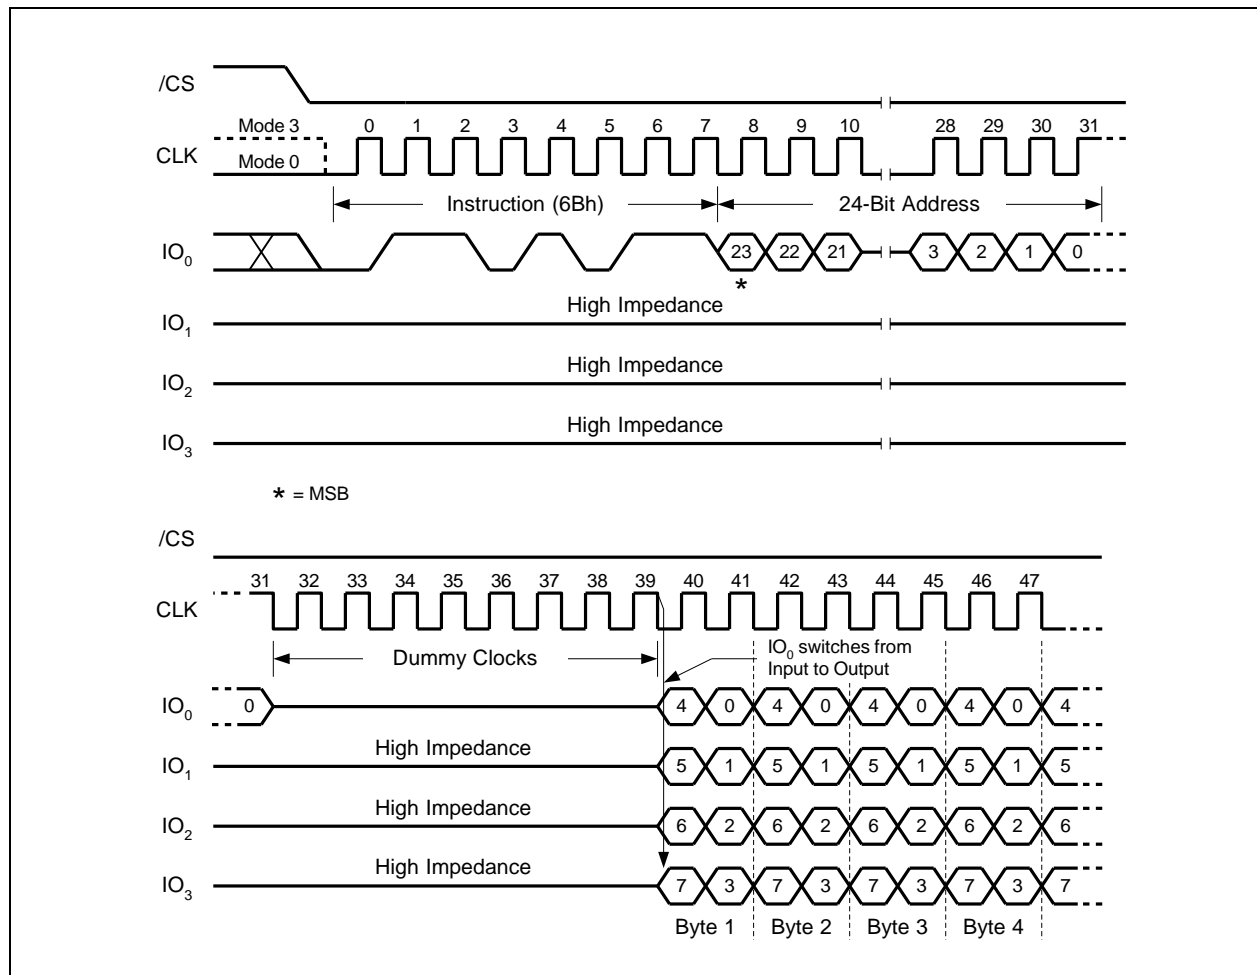 /CS
Mode 3 0 1 2 3 4 5 6 7 8 9 10 28 29 30 31
CLK
Mode 0
Instruction (6Bh) 24-Bit Address
IO0 23 22 21 3 2 1 0
*
High Impedance
IO1
High Impedance
IO2
High Impedance
IO3
* = MSB
/CS
31 32 33 34 35 36 37 38 39 40 41 42 43 44 45 46 47
CLK
Dummy Clocks
IO0 switches from
Input to Output
IO0 0 4 0 4 0 4 0 4 0 4
High Impedance
IO1 5 1 5 1 5 1 5 1 5
High Impedance
IO2 6 2 6 2 6 2 6 2 6
High Impedance
IO3 7 3 7 3 7 3 7 3 7
Byte 1 Byte 2 Byte 3 Byte 4